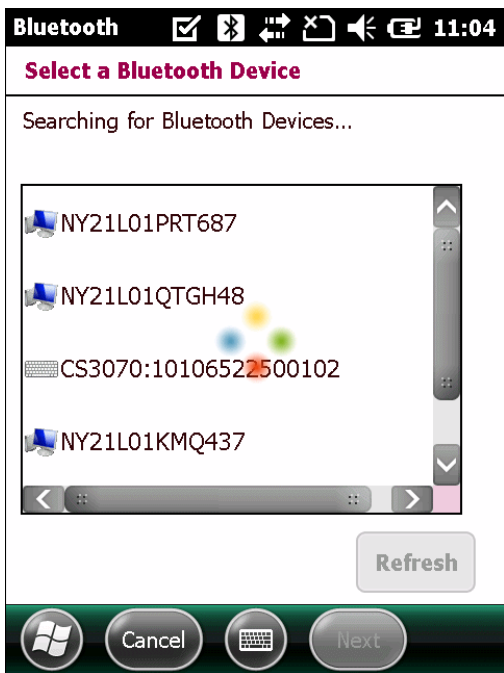 Bluetooth 11:04
Select a Bluetooth Device
Searching for Bluetooth Devices...
NY21L01PRT687
NY21L01QTGH48
CS3070:10106522500102
NY21L01KMQ437
Refresh
Cancel Next